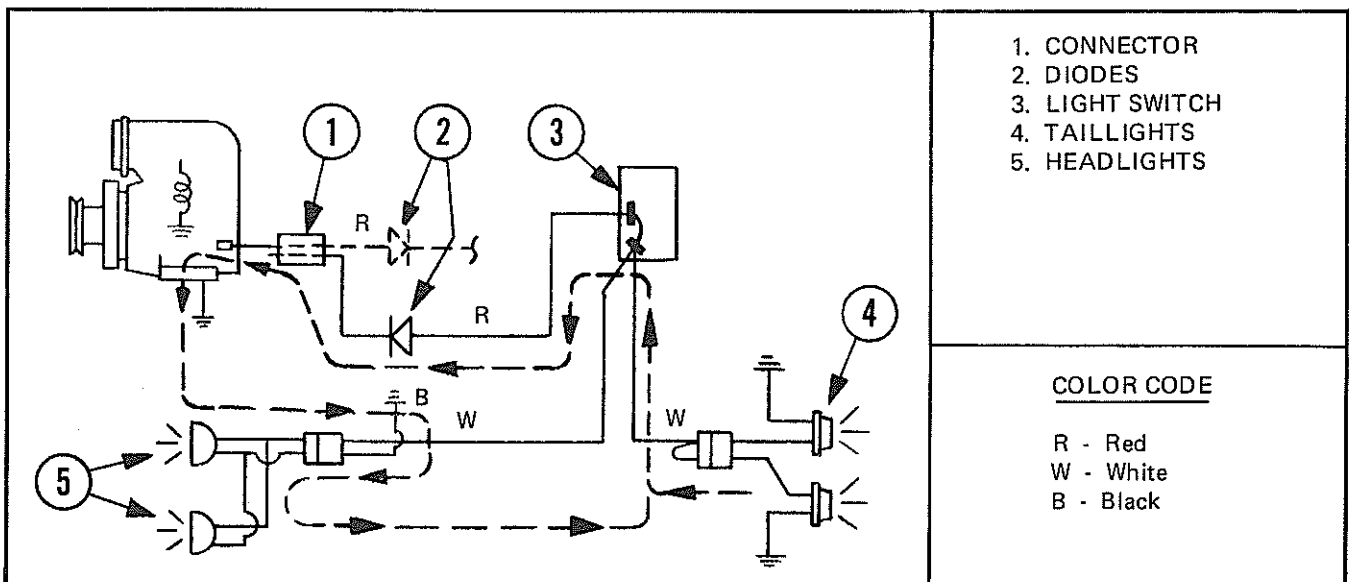 1. CONNECTOR
2. DIODES
3. LIGHT SWITCH
4. TAILLIGHTS
5. HEADLIGHTS
1
2
3
R
R
4
B
W
W
5
COLOR CODE
R - Red
W - White
B - Black